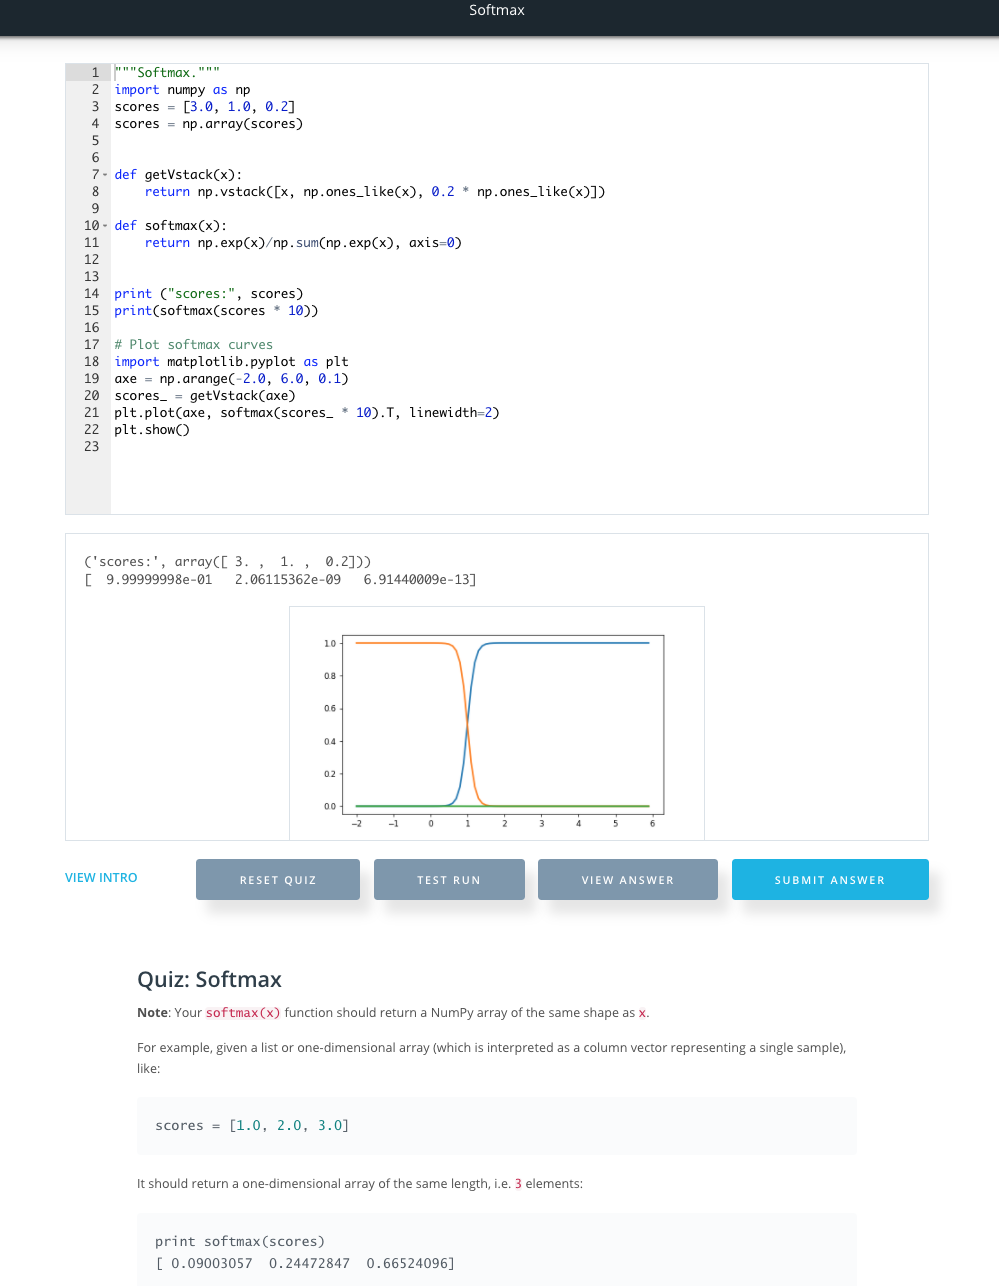 Softmax
1 """Softmax."""
2 import numpy as np
3 scores = [3.0, 1.0, 0.2]
4 scores = np.array(scores)
5
6
7 def getVstack(x):
8     return np.vstack([x, np.ones_like(x), 0.2 * np.ones_like(x)])
9
10 def softmax(x):
11     return np.exp(x)/np.sum(np.exp(x), axis=0)
12
13
14 print ("scores:", scores)
15 print(softmax(scores * 10))
16
17 # Plot softmax curves
18 import matplotlib.pyplot as plt
19 axe = np.arange(-2.0, 6.0, 0.1)
20 scores_ = getVstack(axe)
21 plt.plot(axe, softmax(scores_ * 10).T, linewidth=2)
22 plt.show()
23
('scores:', array([ 3. ,  1. ,  0.2]))
[  9.99999998e-01   2.06115362e-09   6.91440009e-13]
1.0
0.8
0.6
0.4
0.2
0.0
−2 −1 0 1 2 3 4 5 6
VIEW INTRO RESET QUIZ TEST RUN VIEW ANSWER SUBMIT ANSWER
Quiz: Softmax
Note: Your softmax(x) function should return a NumPy array of the same shape as x.
For example, given a list or one-dimensional array (which is interpreted as a column vector representing a single sample),
like:
scores = [1.0, 2.0, 3.0]
It should return a one-dimensional array of the same length, i.e. 3 elements:
print softmax(scores)
[ 0.09003057  0.24472847  0.66524096]